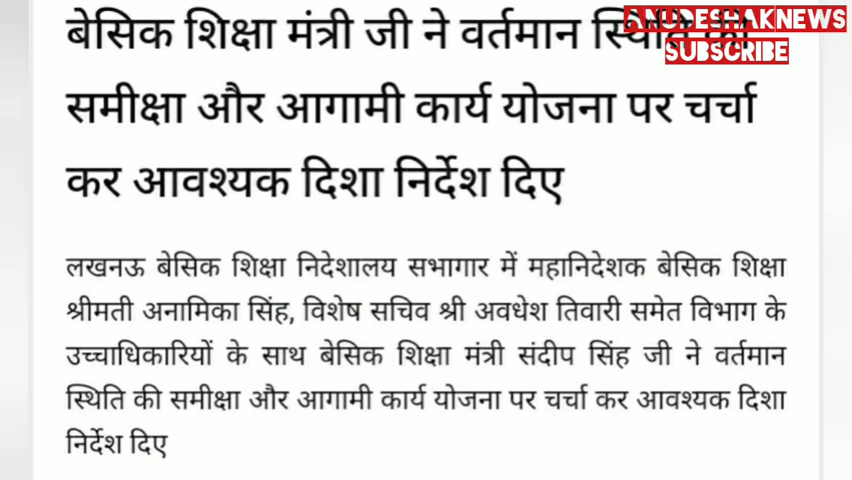 ANUDESHAKNEWS
SUBSCRIBE
बेसिक शिक्षा मंत्री जी ने वर्तमान स्थिति की
समीक्षा और आगामी कार्य योजना पर चर्चा
कर आवश्यक दिशा निर्देश दिए
लखनऊ बेसिक शिक्षा निदेशालय सभागार में महानिदेशक बेसिक शिक्षा
श्रीमती अनामिका सिंह, विशेष सचिव श्री अवधेश तिवारी समेत विभाग के
उच्चाधिकारियों के साथ बेसिक शिक्षा मंत्री संदीप सिंह जी ने वर्तमान
स्थिति की समीक्षा और आगामी कार्य योजना पर चर्चा कर आवश्यक दिशा
निर्देश दिए